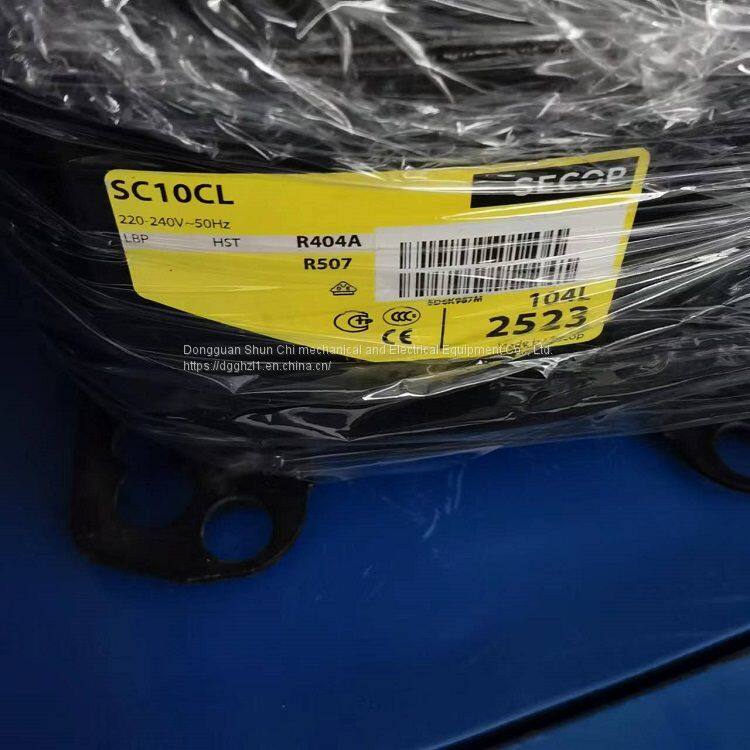 SC10CL
SECOP
220-240V~50Hz
LBP HST R404A
R507
104L
2523
CCC
CE
Dongguan Shun Chi mechanical and Electrical Equipment Co., Ltd.
https://dgghzl1.en.china.cn/